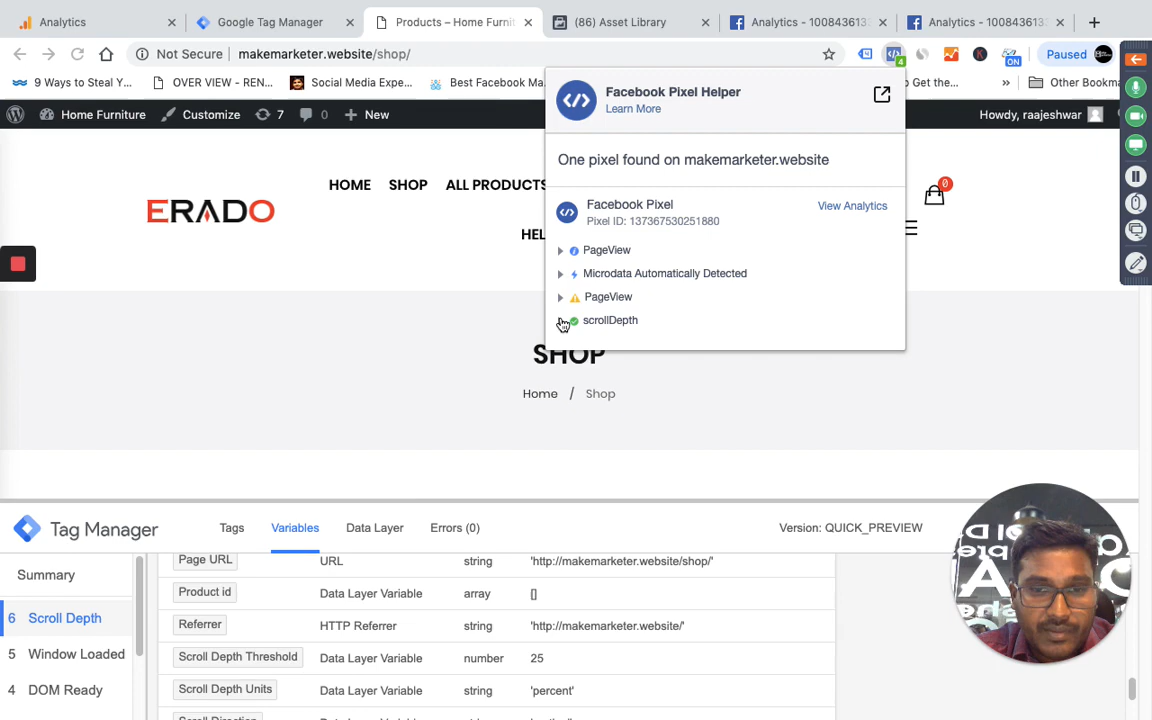 Analytics
Google Tag Manager
Products – Home Furnit
(86) Asset Library
Analytics - 1008436133
Analytics - 1008436133
Not Secure
makemarketer.website/shop/
4
ON
Paused
9 Ways to Steal Y...
OVER VIEW - REN...
Social Media Expe...
Best Facebook Ma
Get the...
»
Other Bookma
Home Furniture
Customize
7
0
New
Howdy, raajeshwar
ERADO
HOME
SHOP
ALL PRODUCTS
HEL
0
Facebook Pixel Helper
Learn More
One pixel found on makemarketer.website
Facebook Pixel
View Analytics
Pixel ID: 137367530251880
PageView
Microdata Automatically Detected
PageView
scrollDepth
SHOP
Home / Shop
Tag Manager
Tags
Variables
Data Layer
Errors (0)
Version: QUICK_PREVIEW
Summary
6 Scroll Depth
5 Window Loaded
4 DOM Ready
Page URL URL string 'http://makemarketer.website/shop/'
Product id Data Layer Variable array []
Referrer HTTP Referrer string 'http://makemarketer.website/'
Scroll Depth Threshold Data Layer Variable number 25
Scroll Depth Units Data Layer Variable string 'percent'